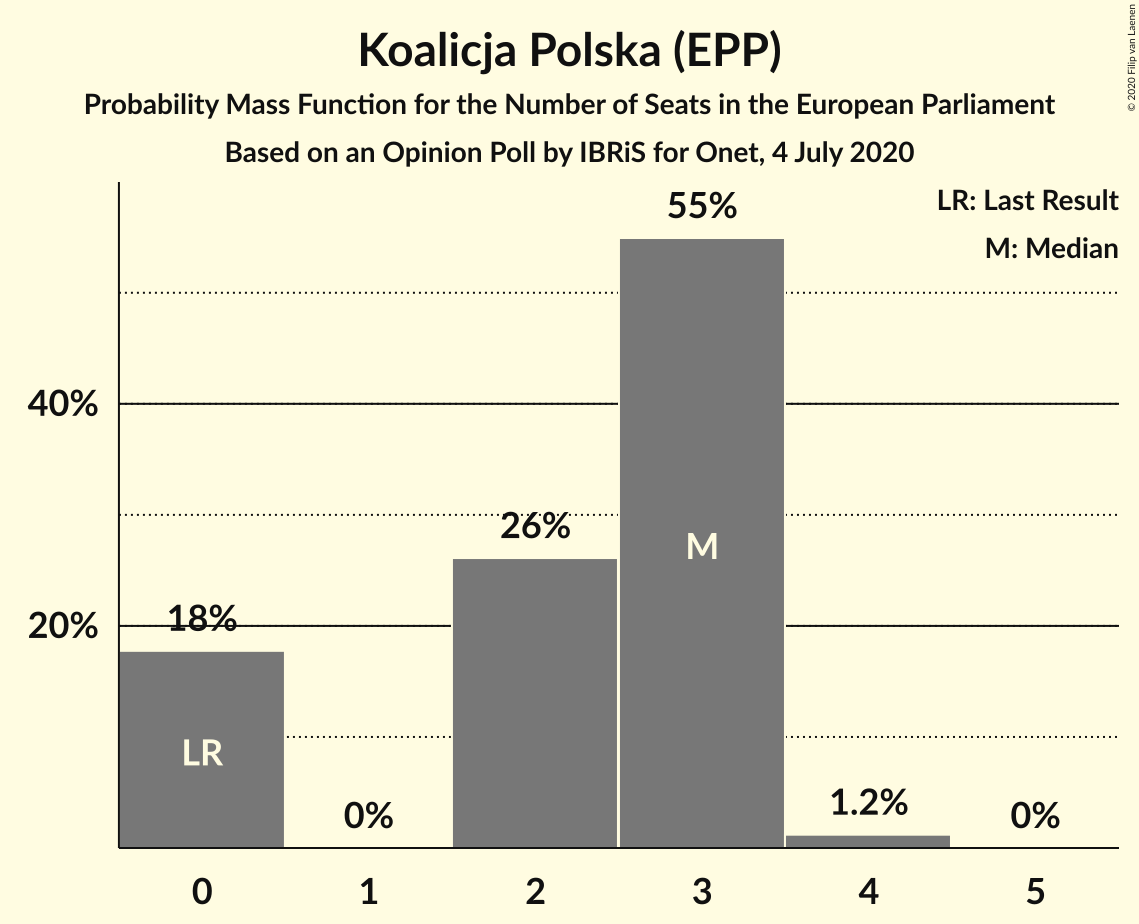 Koalicja Polska (EPP)
Probability Mass Function for the Number of Seats in the European Parliament
Based on an Opinion Poll by IBRiS for Onet, 4 July 2020
© 2020 Filip van Laenen
LR: Last Result
M: Median
55%
40%
26%
M
20%
18%
LR
0%
1.2%
0%
0 1 2 3 4 5